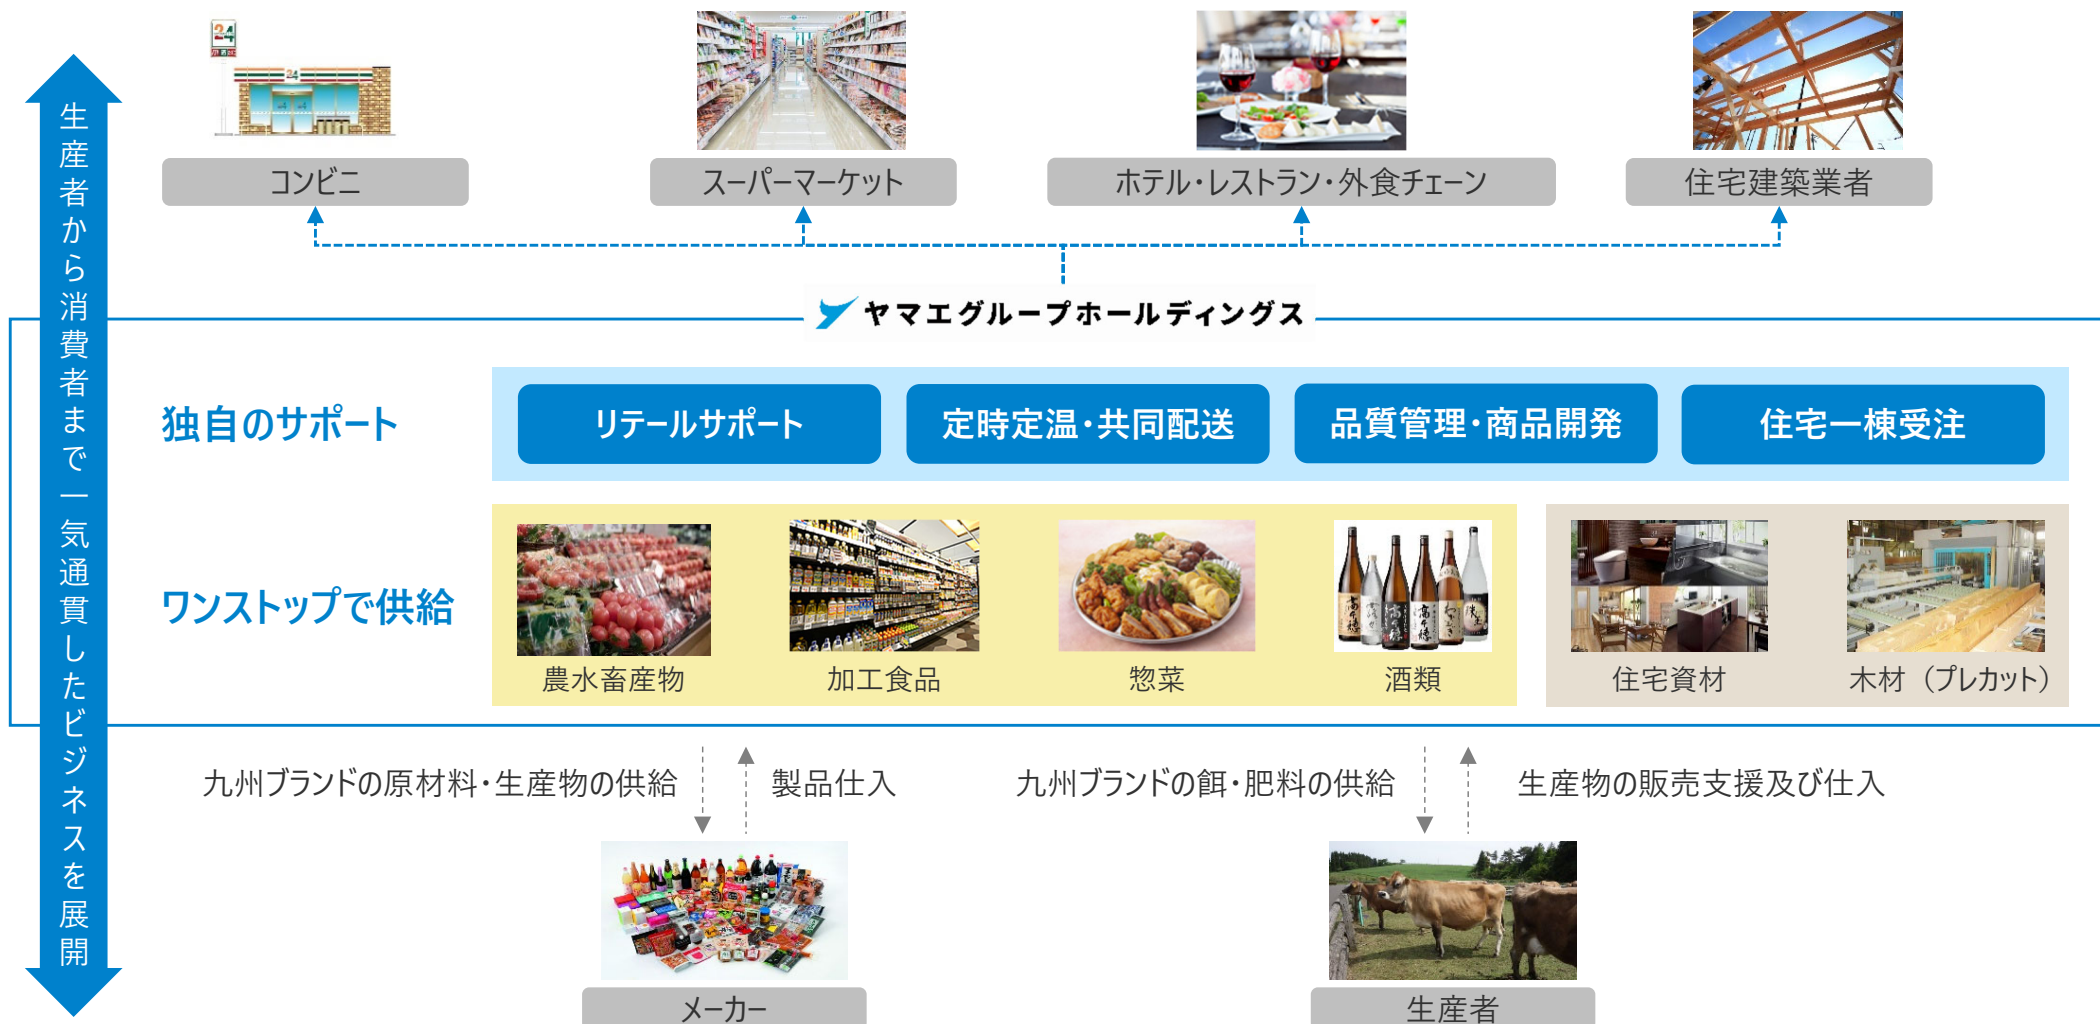 生産者から消費者まで一気通貫したビジネスを展開
24
24
コンビニ
スーパーマーケット
ホテル・レストラン・外食チェーン
住宅建築業者
ヤマエグループホールディングス
独自のサポート
リテールサポート
定時定温・共同配送
品質管理・商品開発
住宅一棟受注
ワンストップで供給
高千穂
高千穂
農水畜産物
加工食品
惣菜
酒類
住宅資材
木材（プレカット）
九州ブランドの原材料・生産物の供給
製品仕入
九州ブランドの餌・肥料の供給
生産物の販売支援及び仕入
メーカー
生産者